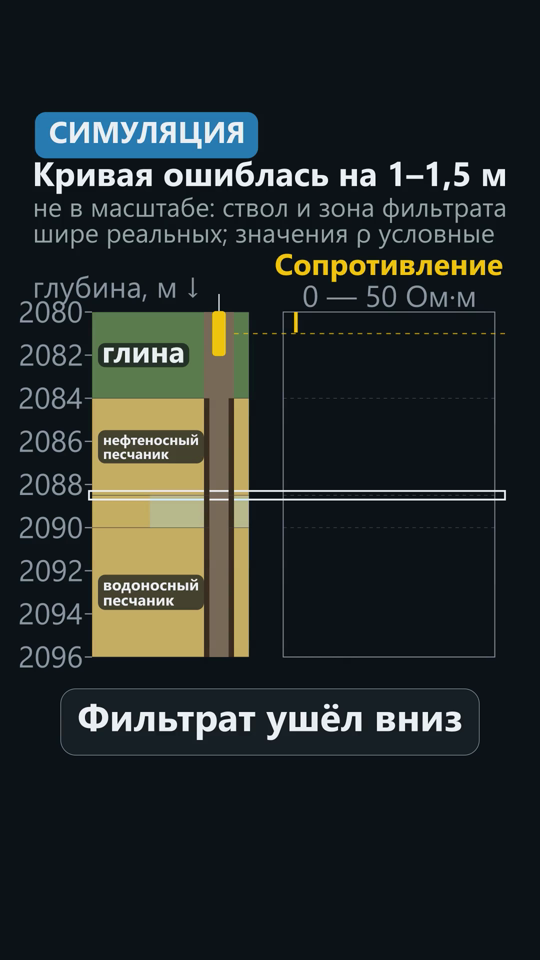 СИМУЛЯЦИЯ
Кривая ошиблась на 1–1,5 м
не в масштабе: ствол и зона фильтрата
шире реальных; значения ρ условные
Сопротивление
глубина, м ↓
0 — 50 Ом·м
2080
2082
глина
2084
2086
нефтеносный
песчаник
2088
2090
2092
водоносный
песчаник
2094
2096
Фильтрат ушёл вниз